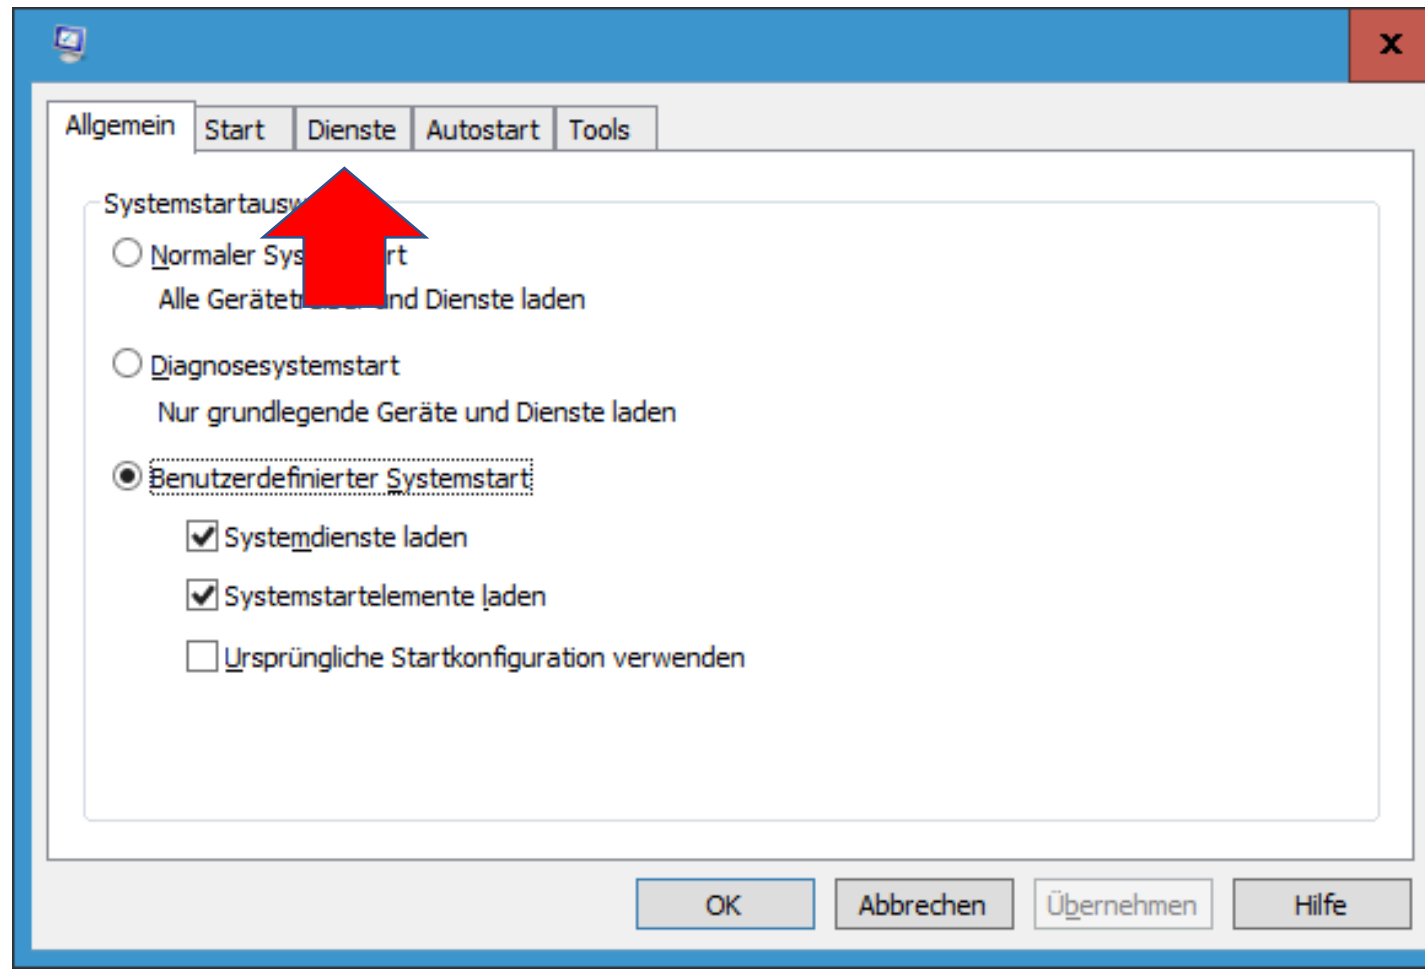 x
Allgemein Start Dienste Autostart Tools
Normaler
Alle und Dienste laden
Diagnosesystemstart
Nur grundlegende Geräte und Dienste laden
Benutzerdefinierter Systemstart
Systemdienste laden
Systemstartelemente laden
Ursprüngliche Startkonfiguration verwenden
OK Abbrechen Übernehmen Hilfe